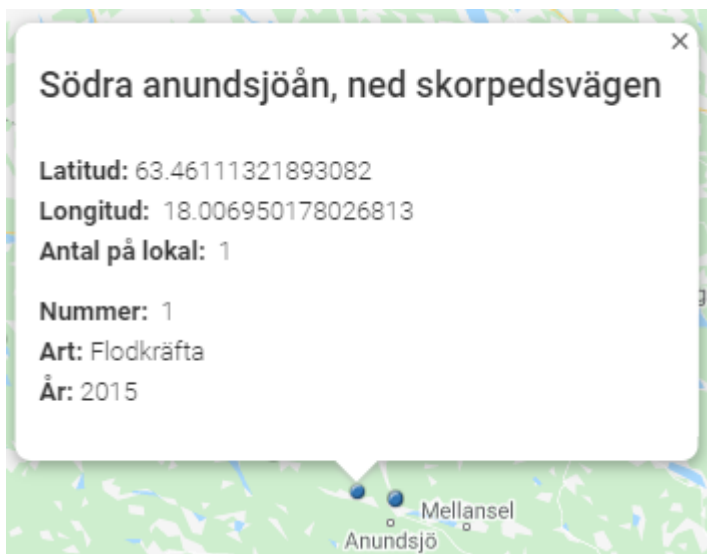 ×
Södra anundsjöån, ned skorpedsvägen
Latitud: 63.46111321893082
Longitud: 18.006950178026813
Antal på lokal: 1
Nummer: 1
Art: Flodkräfta
År: 2015
Mellansel
Anundsjö